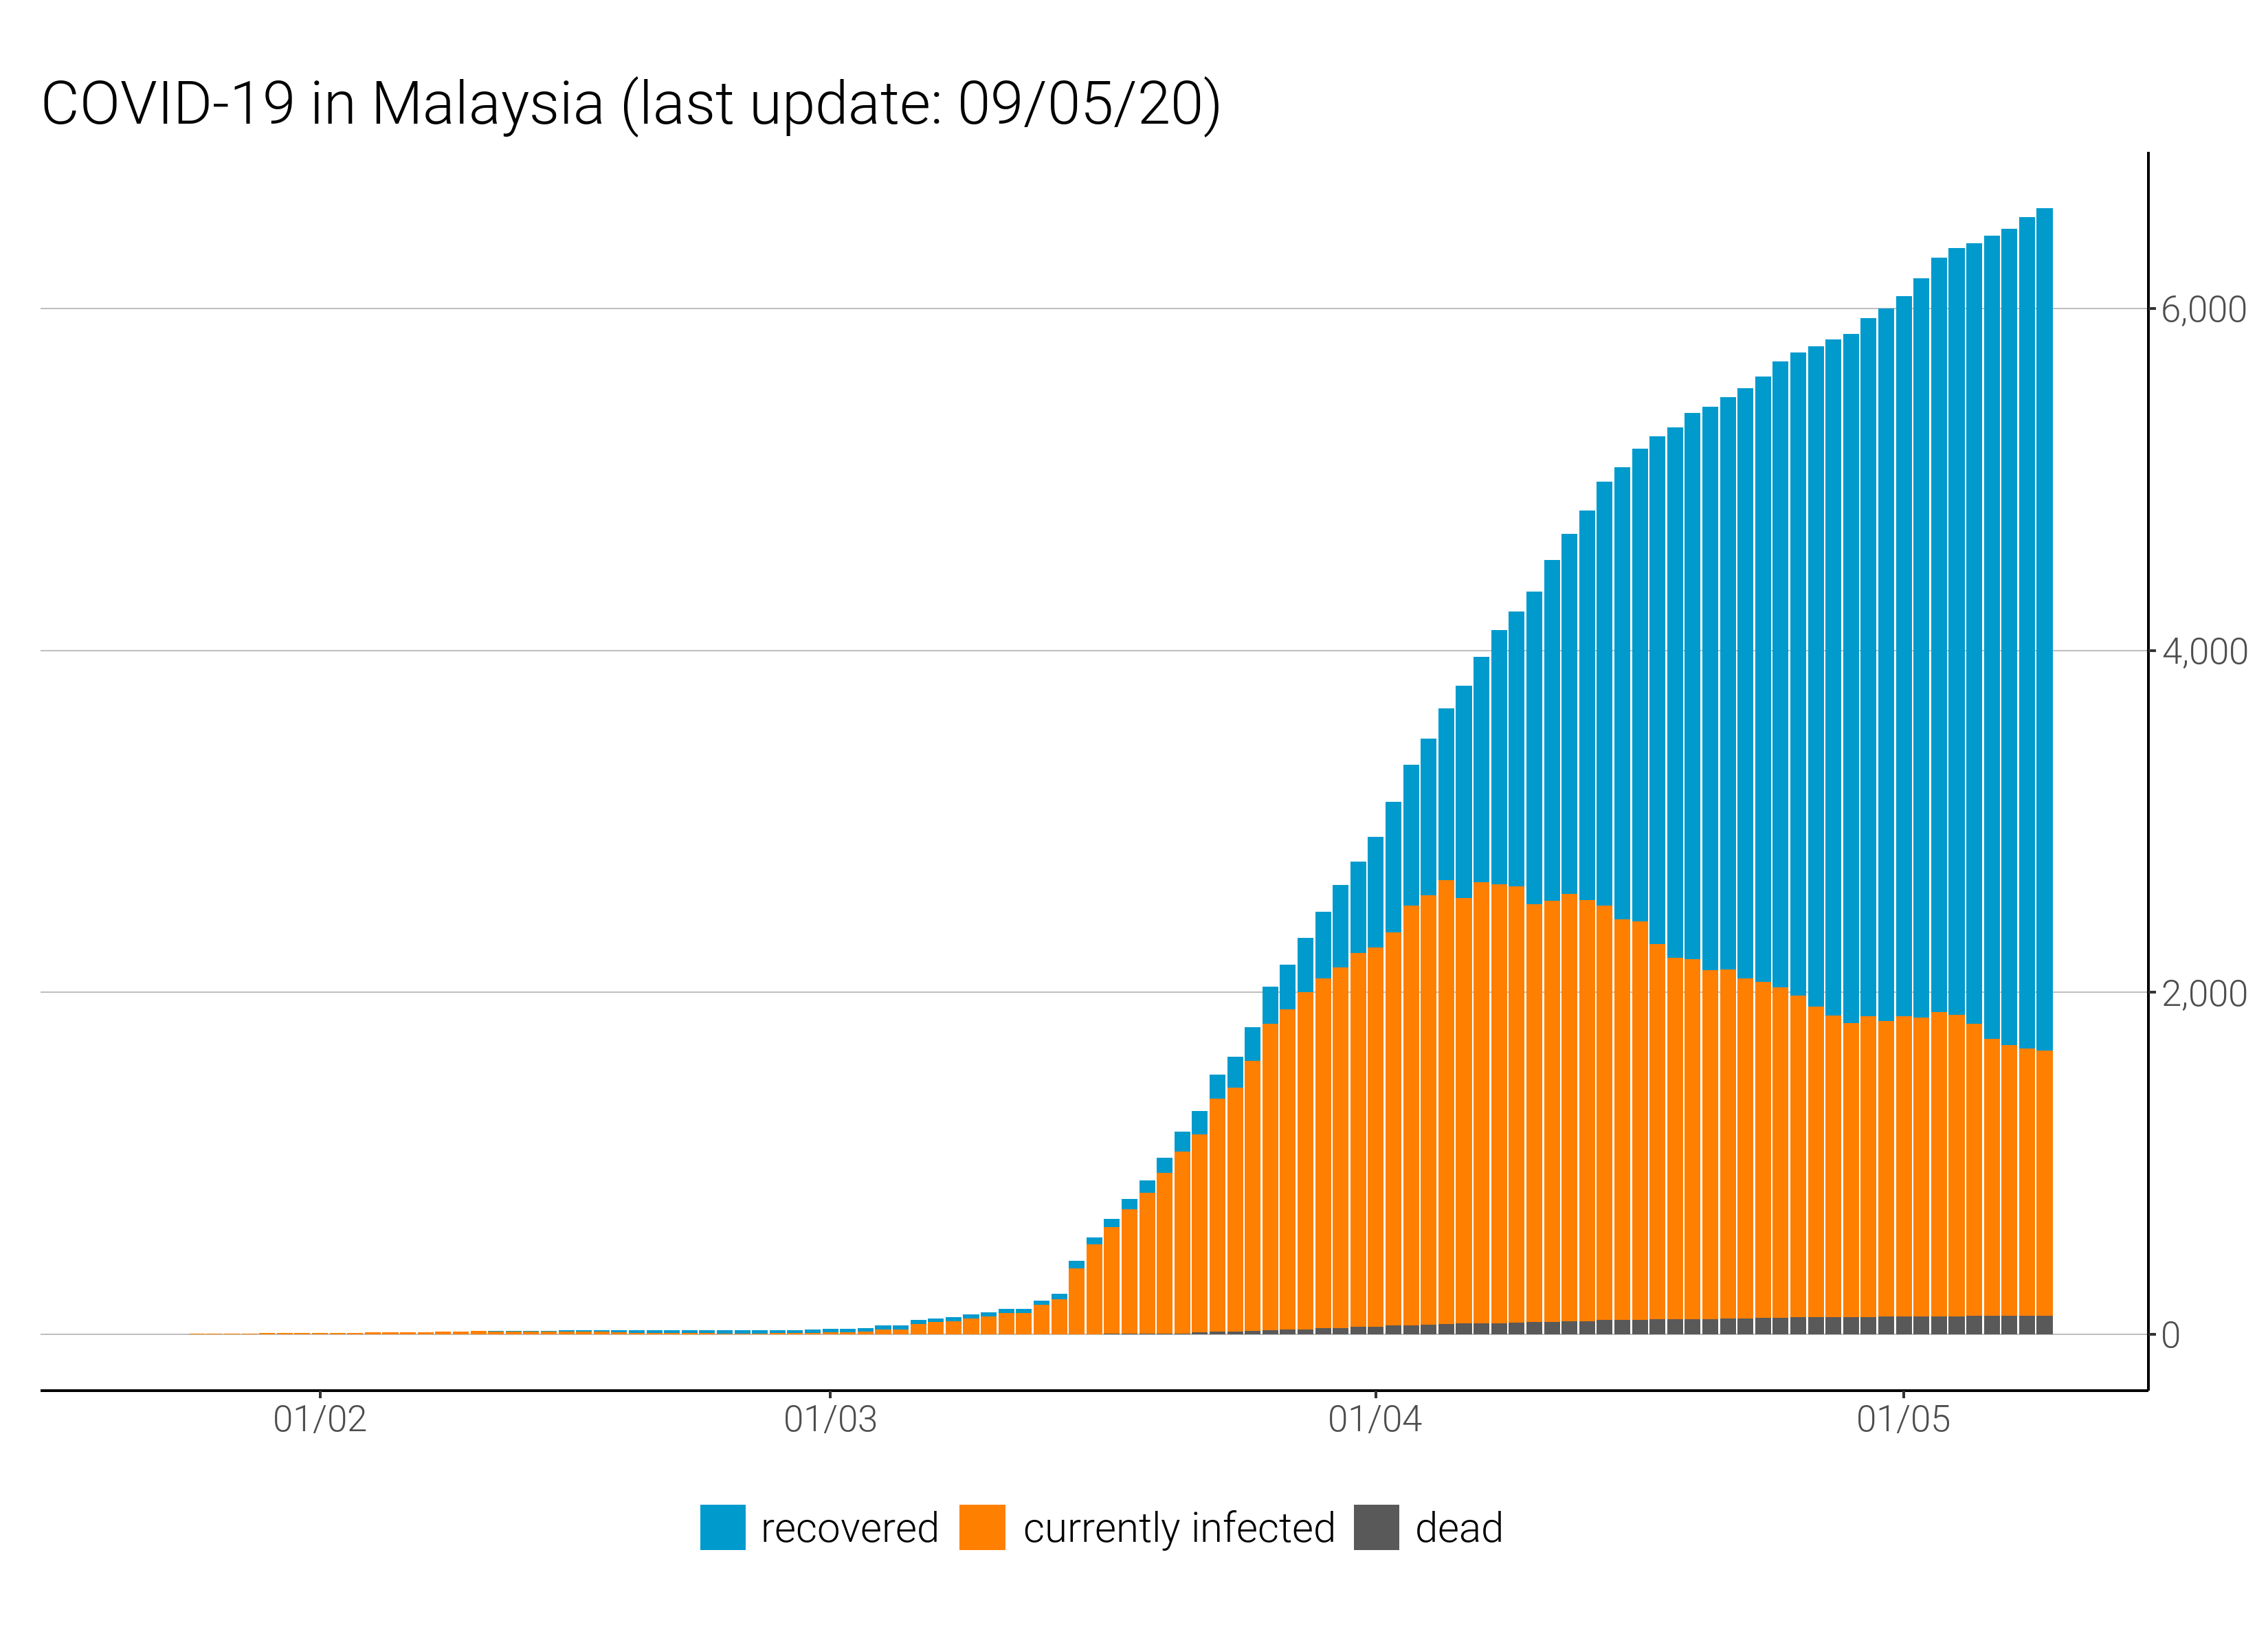 COVID-19 in Malaysia (last update: 09/05/20)
6,000
4,000
2,000
0
01/02 01/03 01/04 01/05
recovered currently infected dead